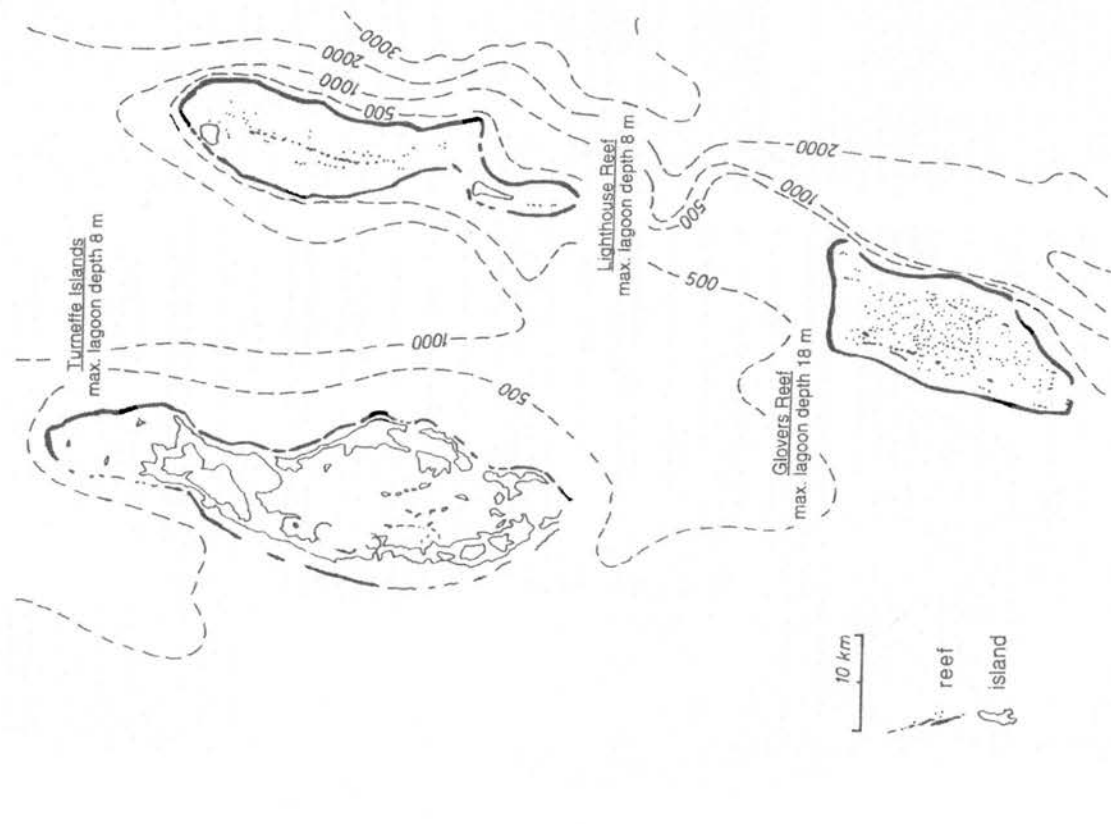 3000
2000
1000
500
Turneffe Islands
max. lagoon depth 8 m
Lighthouse Reef
max. lagoon depth 8 m
2000
1000
500
500
1000
500
Glovers Reef
max. lagoon depth 18 m
10 km
reef
island